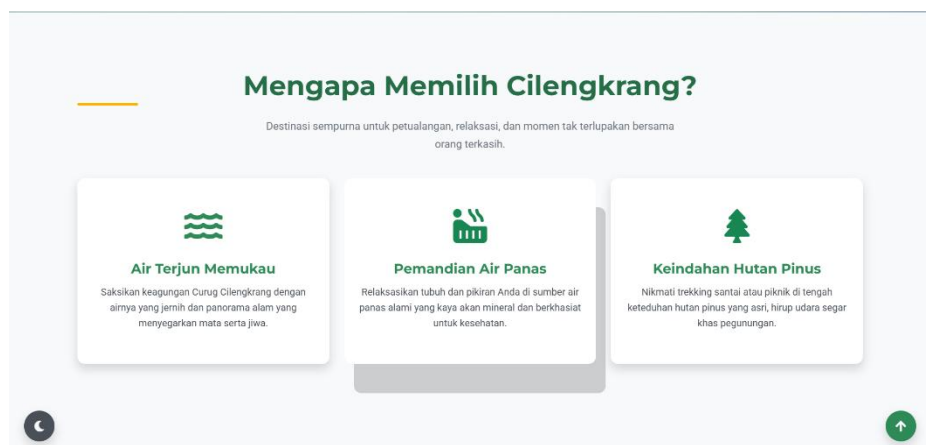 Mengapa Memilih Cilengkrang?
Destinasi sempurna untuk petualangan, relaksasi, dan momen tak terlupakan bersama
orang terkasih.
Air Terjun Memukau
Saksikan keagungan Curug Cilengkrang dengan
airnya yang jernih dan panorama alam yang
menyegarkan mata serta jiwa.
Pemandian Air Panas
Relaksasikan tubuh dan pikiran Anda di sumber air
panas alami yang kaya akan mineral dan berkhasiat
untuk kesehatan.
Keindahan Hutan Pinus
Nikmati trekking santai atau piknik di tengah
keteduhan hutan pinus yang asri, hirup udara segar
khas pegunungan.